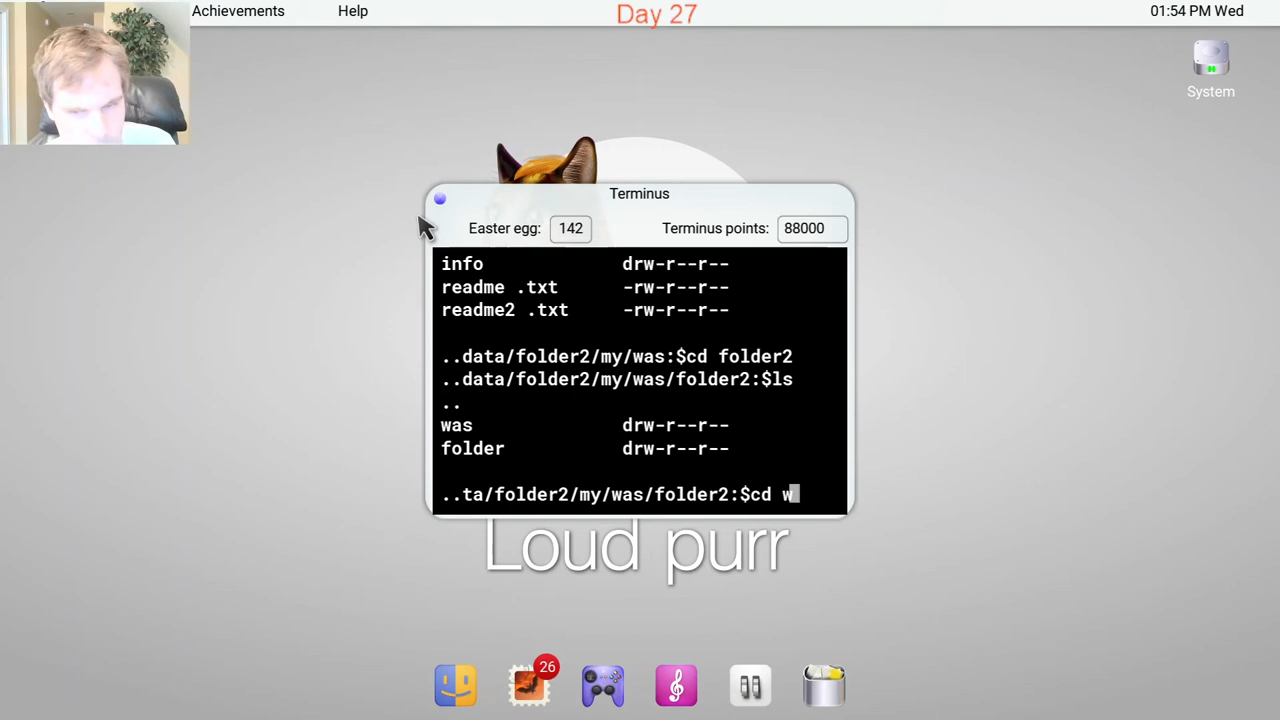 Achievements Help Day 27 01:54 PM Wed
System
Terminus
Easter egg: 142 Terminus points: 88000
info drw-r--r--
readme .txt -rw-r--r--
readme2 .txt -rw-r--r--
..data/folder2/my/was:$cd folder2
..data/folder2/my/was/folder2:$ls
..
was drw-r--r--
folder drw-r--r--
..ta/folder2/my/was/folder2:$cd w
Loud purr
26